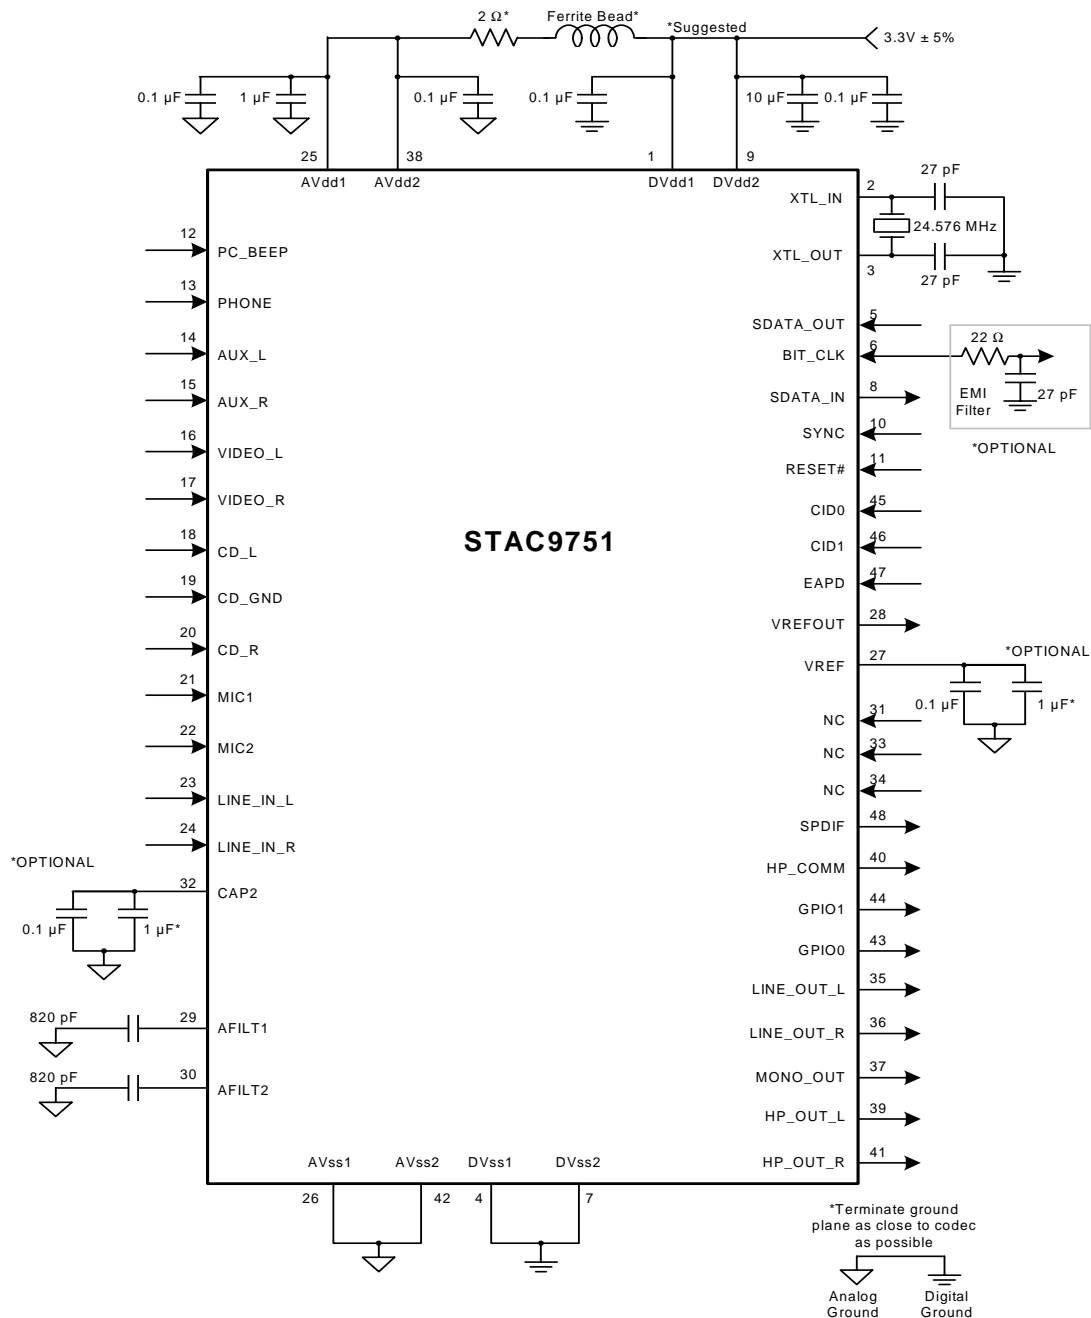 2 Ω*
Ferrite Bead*
*Suggested
3.3V ± 5%
0.1 µF
1 µF
0.1 µF
0.1 µF
10 µF
0.1 µF
25
38
1
9
AVdd1
AVdd2
DVdd1
DVdd2
12
PC_BEEP
13
PHONE
14
AUX_L
15
AUX_R
16
VIDEO_L
17
VIDEO_R
18
CD_L
19
CD_GND
20
CD_R
21
MIC1
22
MIC2
23
LINE_IN_L
24
LINE_IN_R
*OPTIONAL
32
CAP2
0.1 µF
1 µF*
820 pF
29
AFILT1
820 pF
30
AFILT2
STAC9751
XTL_IN
2
27 pF
24.576 MHz
XTL_OUT
3
27 pF
SDATA_OUT
5
BIT_CLK
6
22 Ω
EMI
Filter
27 pF
*OPTIONAL
SDATA_IN
8
SYNC
10
RESET#
11
CID0
45
CID1
46
EAPD
47
VREFOUT
28
VREF
27
*OPTIONAL
0.1 µF
1 µF*
NC
31
NC
33
NC
34
SPDIF
48
HP_COMM
40
GPIO1
44
GPIO0
43
LINE_OUT_L
35
LINE_OUT_R
36
MONO_OUT
37
HP_OUT_L
39
HP_OUT_R
41
AVss1
AVss2
DVss1
DVss2
26
42
4
7
*Terminate ground
plane as close to codec
as possible
Analog
Ground
Digital
Ground